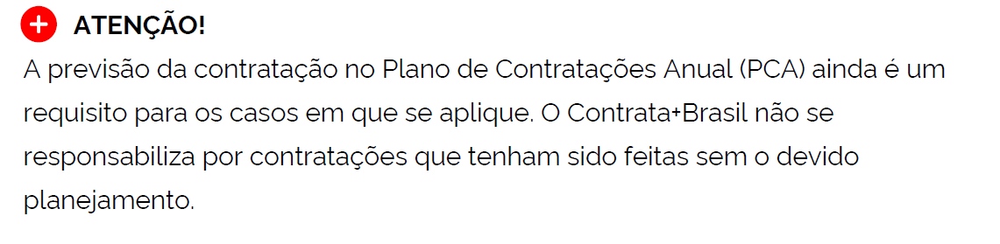 ATENÇÃO!
A previsão da contratação no Plano de Contratações Anual (PCA) ainda é um
requisito para os casos em que se aplique. O Contrata+Brasil não se
responsabiliza por contratações que tenham sido feitas sem o devido
planejamento.